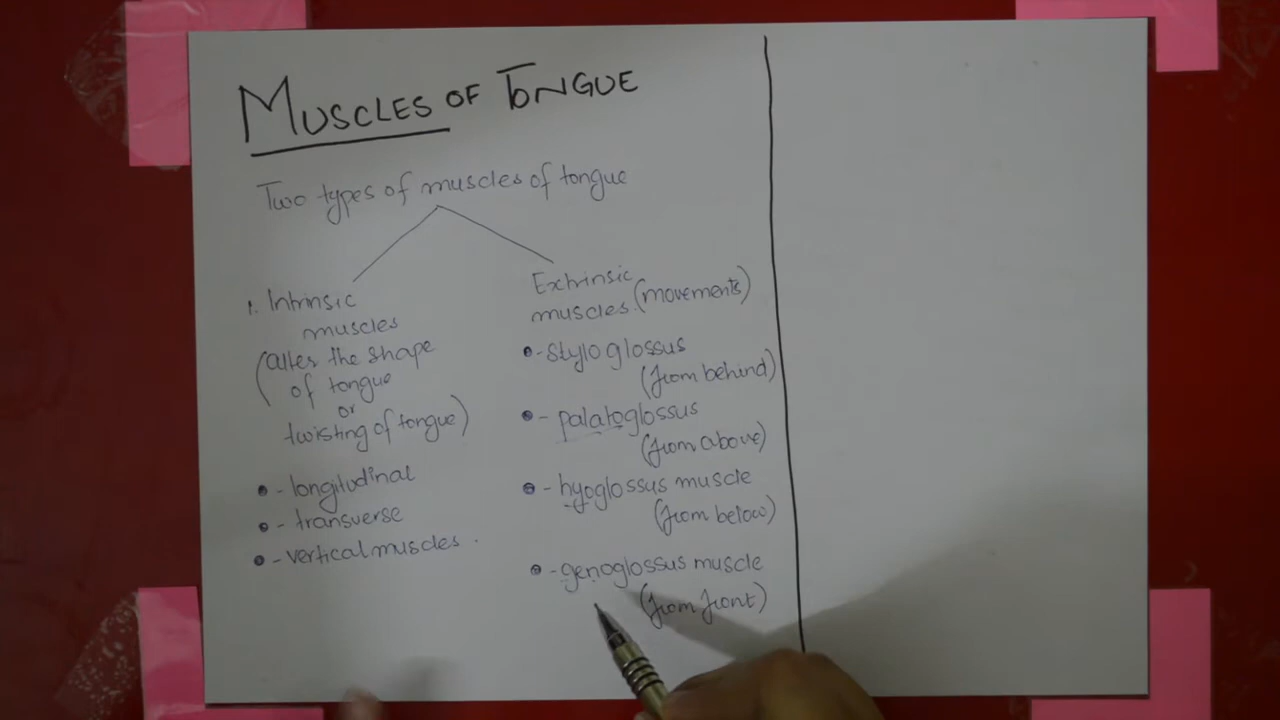 MUSCLES OF TONGUE
Two types of muscles of tongue
1. Intrinsic
muscles
(alter the shape
of tongue
or
twisting of tongue)
• - longitudinal
• - transverse
• - vertical muscles.
Extrinsic
muscles. (movements)
• - styloglossus
(from behind)
• - palatoglossus
(from above)
• - hyoglossus muscle
(from below)
• - genoglossus muscle
(from front)